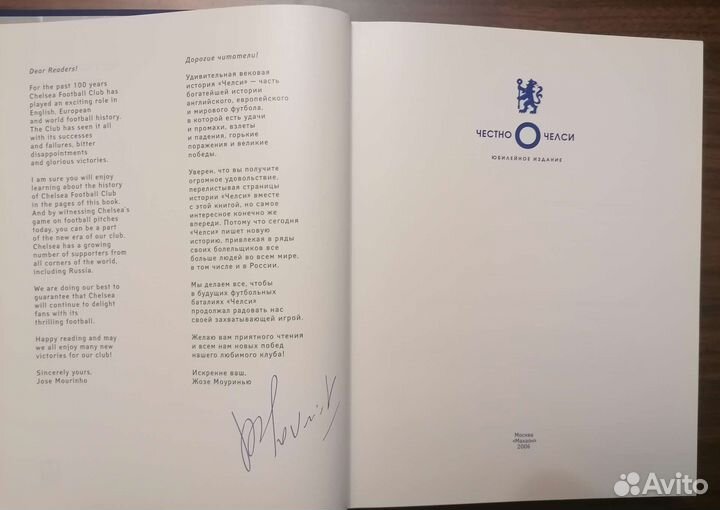 Dear Readers!
For the past 100 years
Chelsea Football Club has
played an exciting role in
English, European
and world football history.
The Club has seen it all
with its successes
and failures, bitter
disappointments
and glorious victories.
I am sure you will enjoy
learning about the history
of Chelsea Football Club
in the pages of this book.
And by witnessing Chelsea's
game on football pitches
today, you can be a part
of the new era of our club.
Chelsea has a growing
number of supporters from
all corners of the world,
including Russia.
We are doing our best to
guarantee that Chelsea
will continue to delight
fans with its
thrilling football.
Happy reading and may
we all enjoy many new
victories for our club!
Sincerely yours,
Jose Mourinho
Дорогие читатели!
Удивительная вековая
история «Челси» — часть
богатейшей истории
английского, европейского
и мирового футбола,
в которой есть удачи
и промахи, взлеты
и падения, горькие
поражения и великие
победы.
Уверен, что вы получите
огромное удовольствие,
перелистывая страницы
истории «Челси» вместе
с этой книгой, но самое
интересное конечно же
впереди. Потому что сегодня
«Челси» пишет новую
историю, привлекая в ряды
своих болельщиков все
больше людей во всем мире,
в том числе и в России.
Мы делаем все, чтобы
в будущих футбольных
баталиях «Челси»
продолжал радовать нас
своей захватывающей игрой.
Желаю вам приятного чтения
и всем нам новых побед
нашего любимого клуба!
Искренне ваш,
Жозе Моуринью
ЧЕСТНО О ЧЕЛСИ
ЮБИЛЕЙНОЕ ИЗДАНИЕ
Москва
«Махаон»
2006
Avito